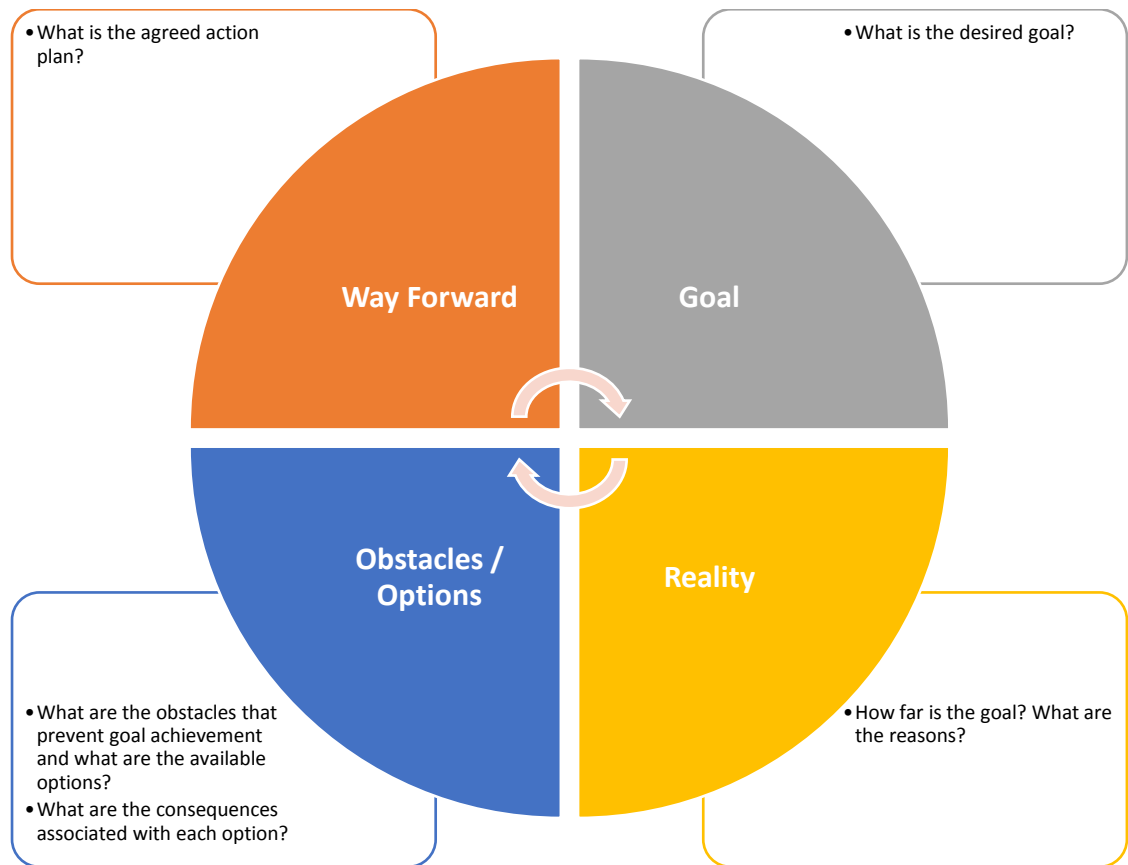 • What is the agreed action
plan?
• What is the desired goal?
Way Forward
Goal
Obstacles /
Options
Reality
• What are the obstacles that
prevent goal achievement
and what are the available
options?
• What are the consequences
associated with each option?
• How far is the goal? What are
the reasons?